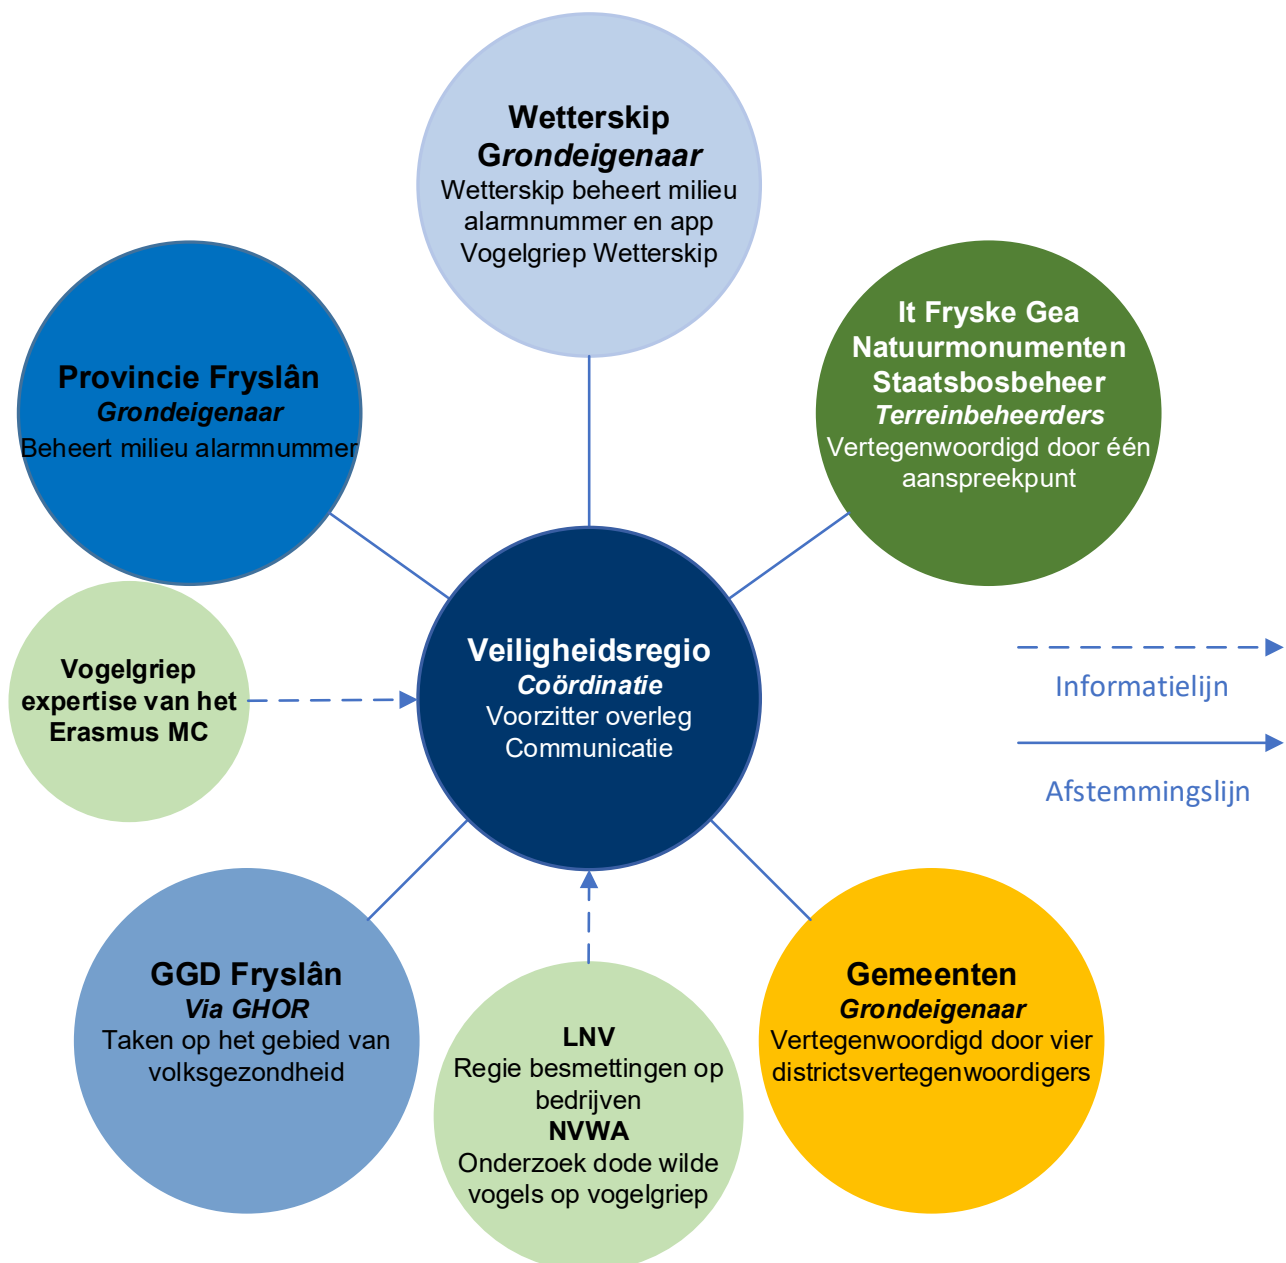 Wetterskip
Grondeigenaar
Wetterskip beheert milieu
alarmnummer en app
Vogelgriep Wetterskip
Provincie Fryslân
Grondeigenaar
Beheert milieu alarmnummer
It Fryske Gea
Natuurmonumenten
Staatsbosbeheer
Terreinbeheerders
Vertegenwoordigd door één
aanspreekpunt
Vogelgriep
expertise van het
Erasmus MC
Veiligheidsregio
Coördinatie
Voorzitter overleg
Communicatie
Informatielijn
Afstemmingslijn
GGD Fryslân
Via GHOR
Taken op het gebied van
volksgezondheid
LNV
Regie besmettingen op
bedrijven
NVWA
Onderzoek dode wilde
vogels op vogelgriep
Gemeenten
Grondeigenaar
Vertegenwoordigd door vier
districtsvertegenwoordigers